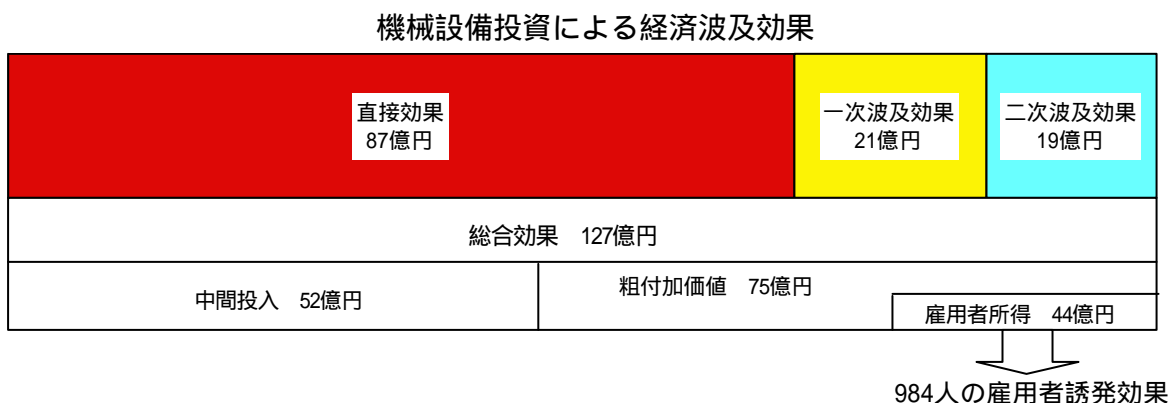 機械設備投資による経済波及効果
直接効果
87億円
一次波及効果
21億円
二次波及効果
19億円
総合効果　127億円
中間投入　52億円
粗付加価値　75億円
雇用者所得　44億円
984人の雇用者誘発効果